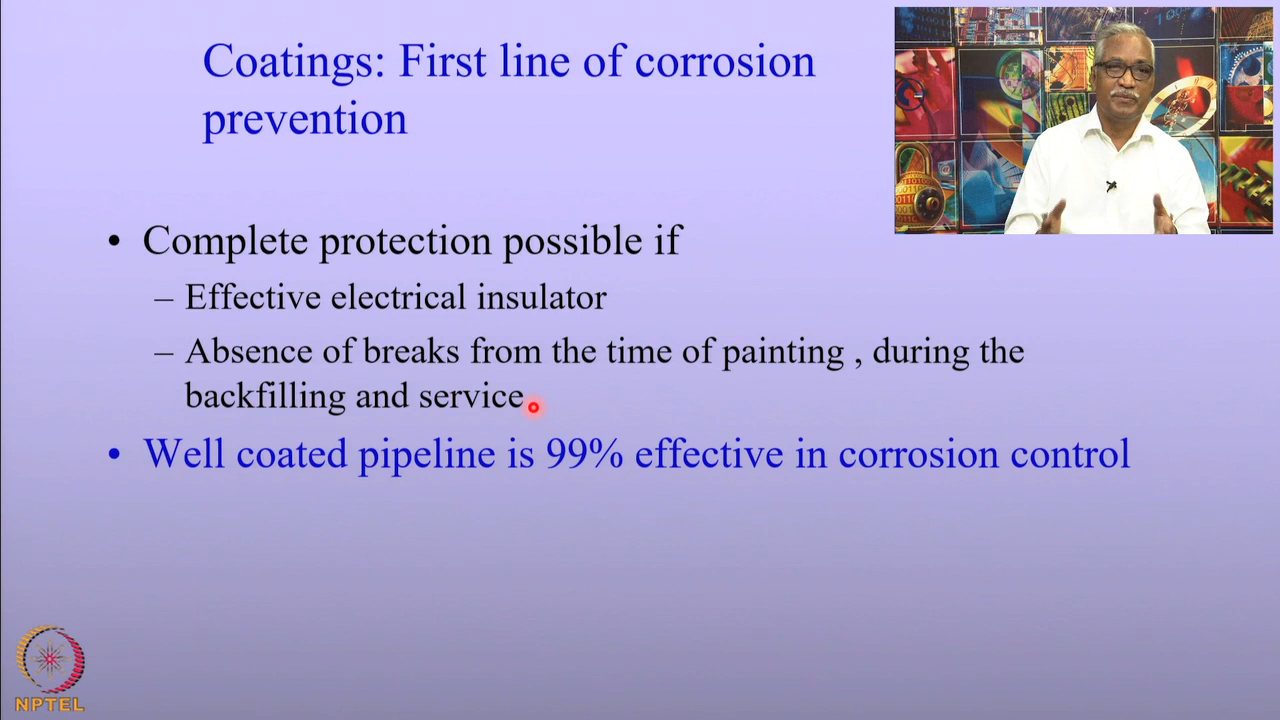 Coatings: First line of corrosion
prevention
• Complete protection possible if
– Effective electrical insulator
– Absence of breaks from the time of painting , during the
backfilling and service
• Well coated pipeline is 99% effective in corrosion control
NPTEL